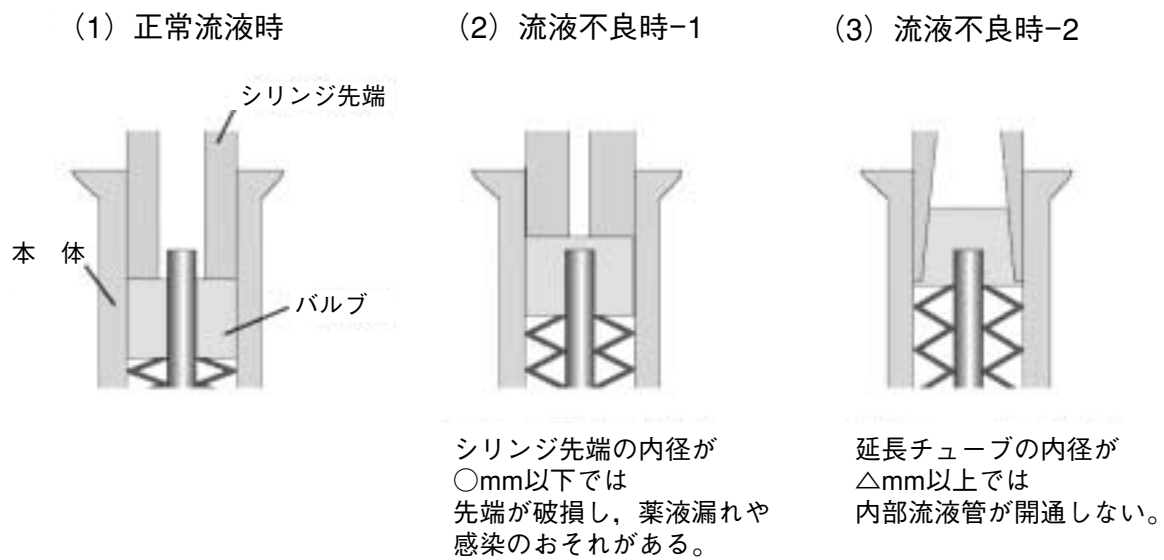 （1）正常流液時
（2）流液不良時−1
（3）流液不良時−2
シリンジ先端
本　体
バルブ
シリンジ先端の内径が
○mm以下では
先端が破損し，薬液漏れや
感染のおそれがある。
延長チューブの内径が
△mm以上では
内部流液管が開通しない。